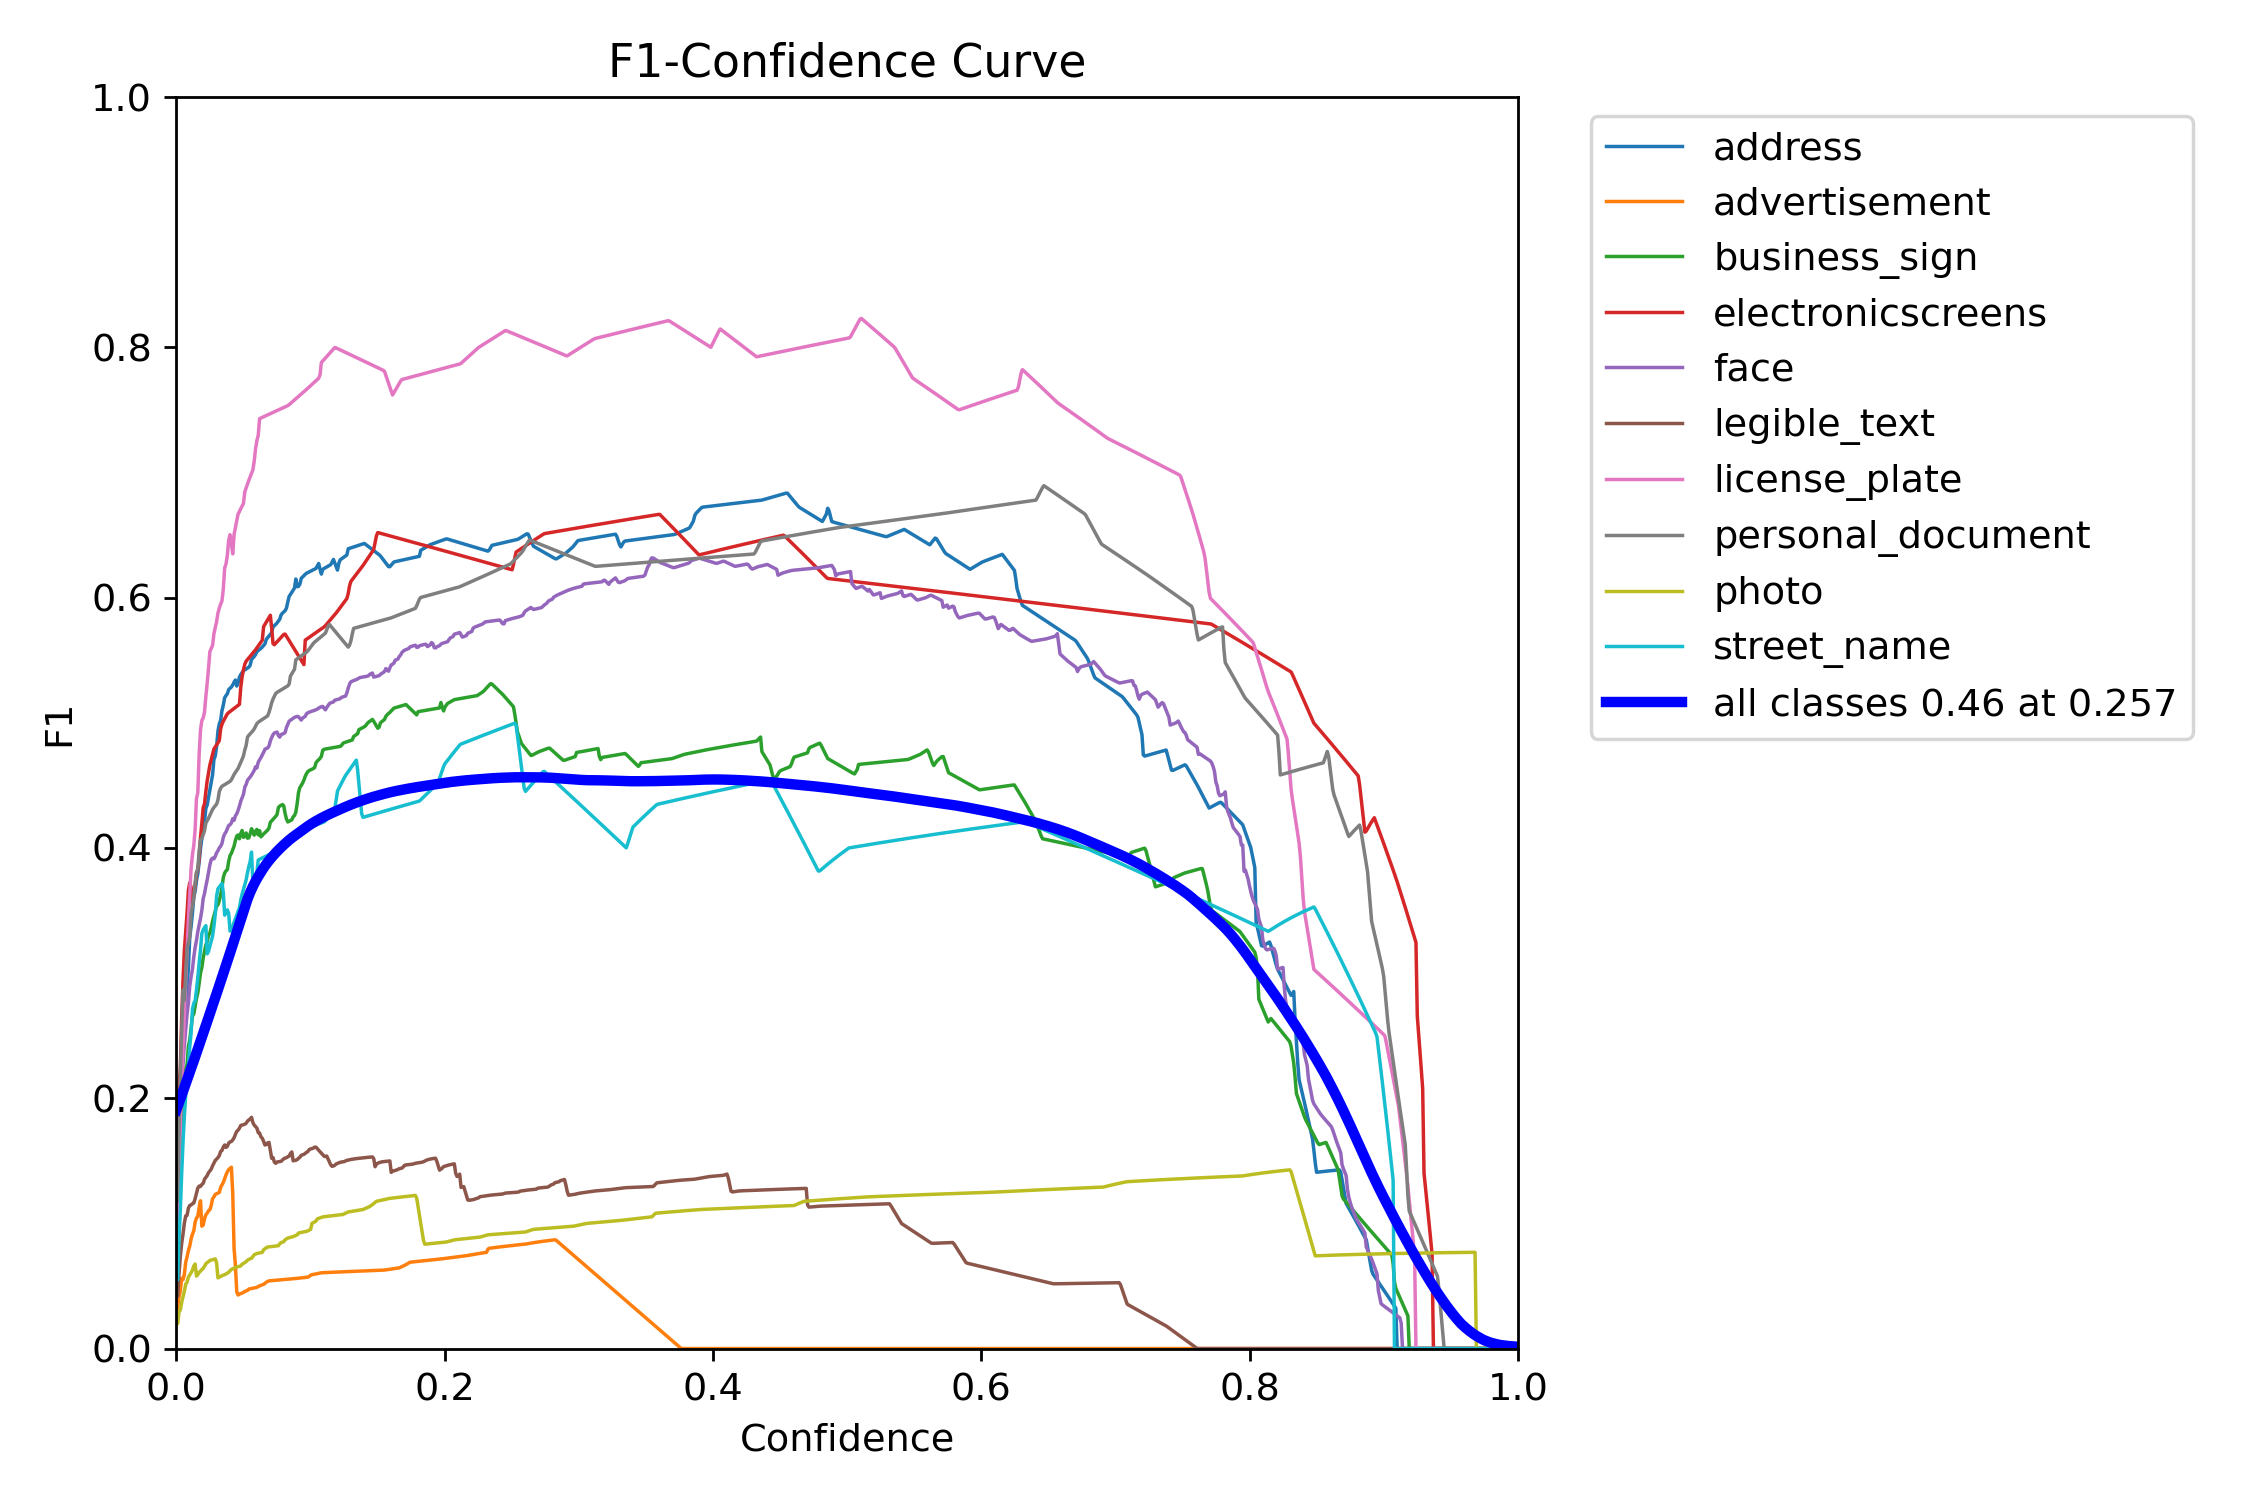 F1-Confidence Curve
F1
1.0
0.8
0.6
0.4
0.2
0.0
0.0 0.2 0.4 0.6 0.8 1.0
Confidence
address
advertisement
business_sign
electronicscreens
face
legible_text
license_plate
personal_document
photo
street_name
all classes 0.46 at 0.257